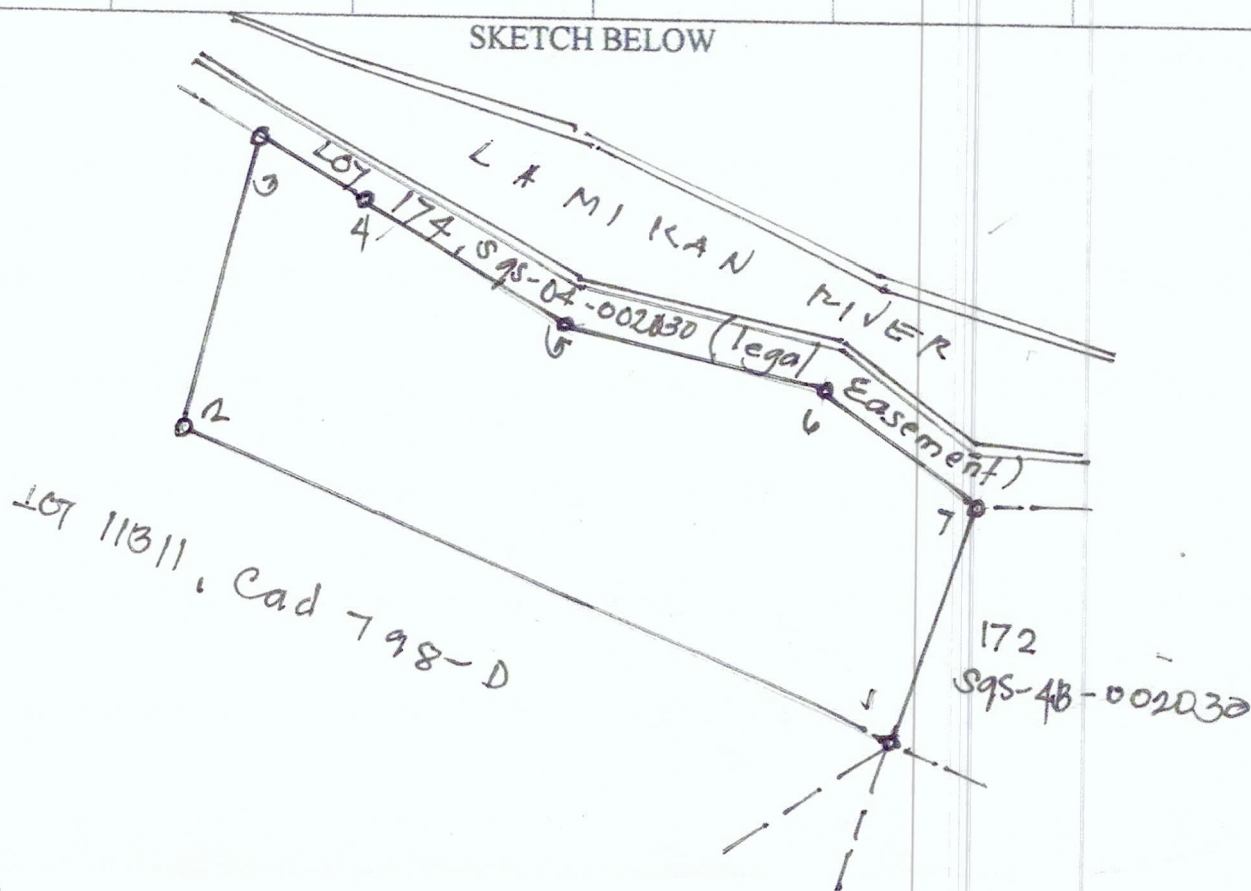 SKETCH BELOW
LAMIKAN RIVER
LOT 174, Sgs-04-002030 (legal Easement)
3
4
5
2
6
7
LOT 11311, Cad 798-D
172
Sgs-4B-002030
1